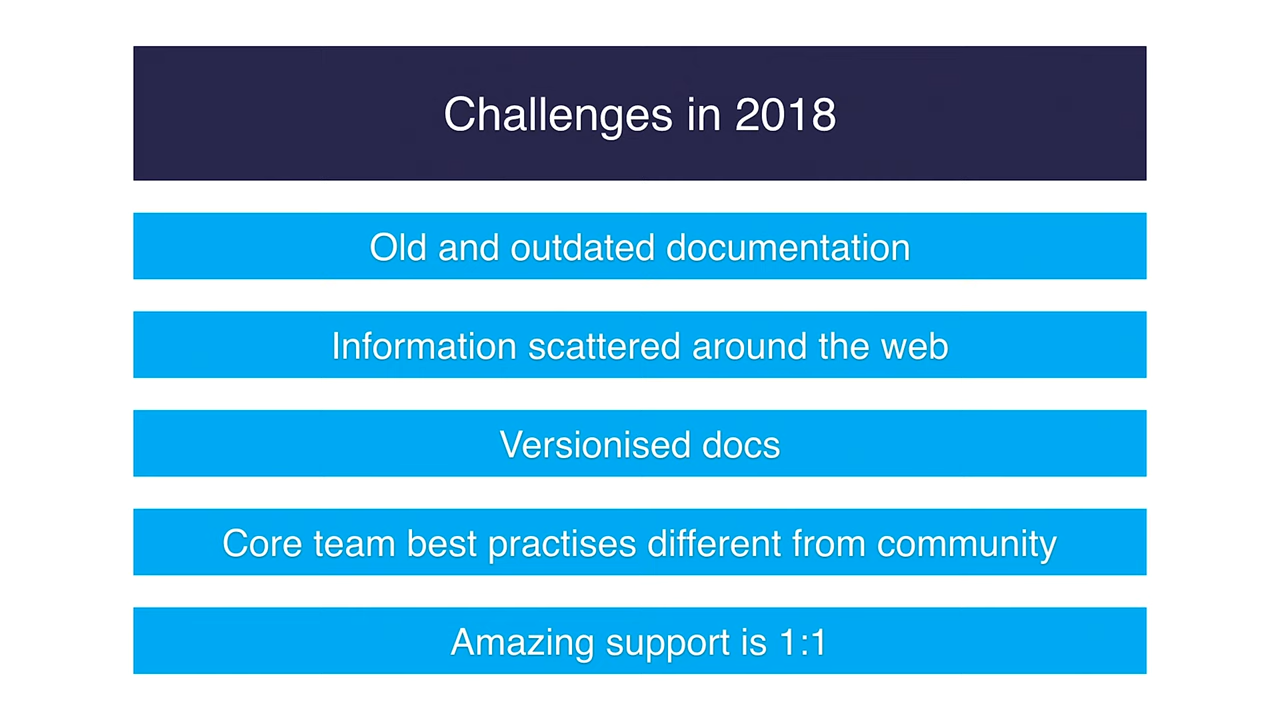 Challenges in 2018
Old and outdated documentation
Information scattered around the web
Versionised docs
Core team best practises different from community
Amazing support is 1:1